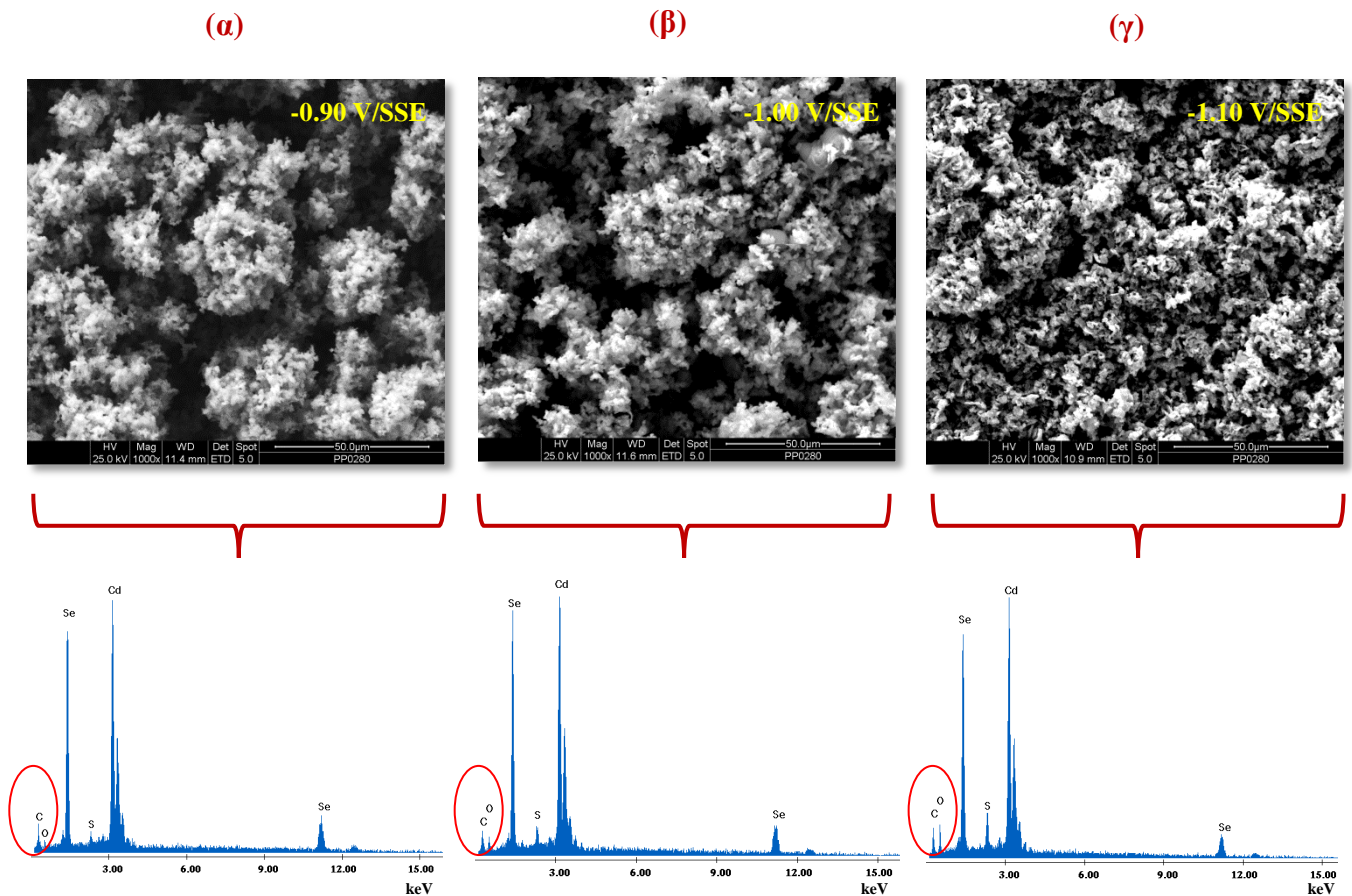 (α)
(β)
(γ)
-0.90 V/SSE
-1.00 V/SSE
-1.10 V/SSE
HV Mag WD Det Spot 50.0µm
25.0 kV 1000x 11.4 mm ETD 5.0 PP0280
HV Mag WD Det Spot 50.0µm
25.0 kV 1000x 11.6 mm ETD 5.0 PP0280
HV Mag WD Det Spot 50.0µm
25.0 kV 1000x 10.9 mm ETD 5.0 PP0280
Cd
Se
C
O
S
Se
3.00 6.00 9.00 12.00 15.00
keV
Cd
Se
O
C
S
Se
3.00 6.00 9.00 12.00 15.00
keV
Cd
Se
O
C
S
Se
3.00 6.00 9.00 12.00 15.00
keV